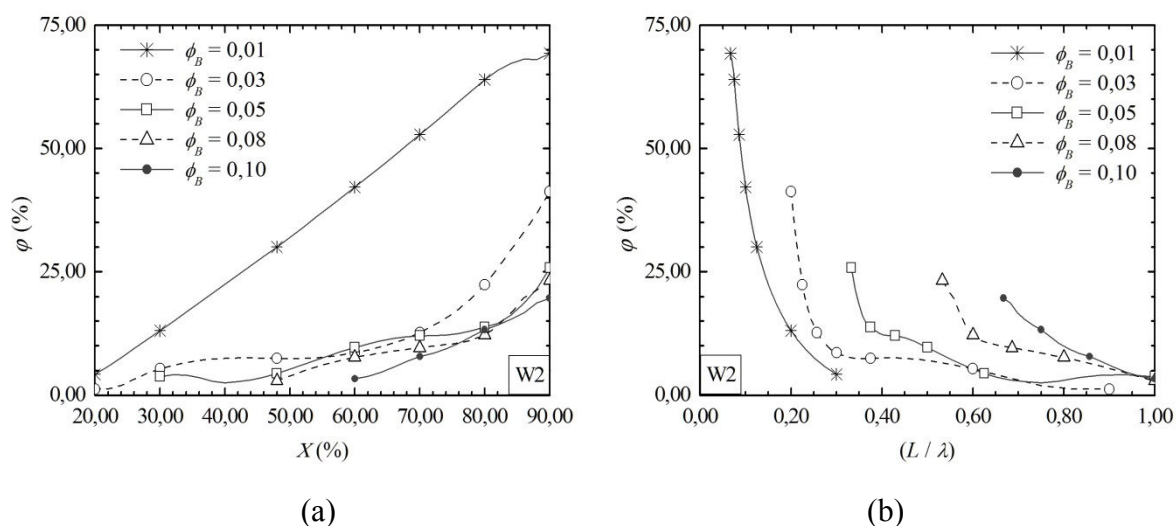 75,00
50,00
25,00
0,00
φ (%)
ϕB = 0,01
ϕB = 0,03
ϕB = 0,05
ϕB = 0,08
ϕB = 0,10
W2
20,00 30,00 40,00 50,00 60,00 70,00 80,00 90,00
X (%)
(a)
75,00
50,00
25,00
0,00
φ (%)
ϕB = 0,01
ϕB = 0,03
ϕB = 0,05
ϕB = 0,08
ϕB = 0,10
W2
0,00 0,20 0,40 0,60 0,80 1,00
(L / λ)
(b)